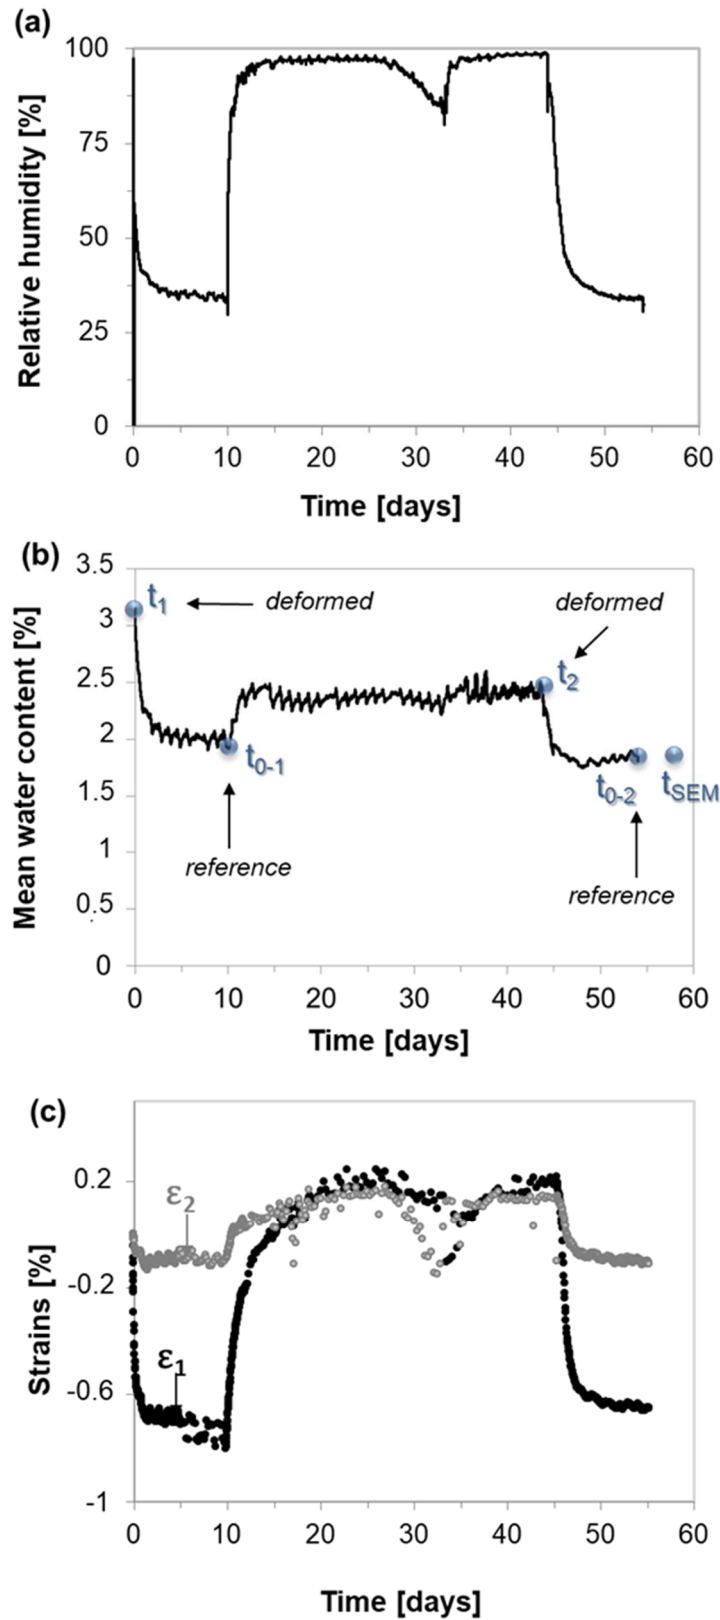 (a)
100
75
50
25
0
Relative humidity [%]
0 10 20 30 40 50 60
Time [days]
(b)
3.5
3
2.5
2
1.5
1
0.5
0
Mean water content [%]
t1
deformed
deformed
t2
t0-1
t0-2
tSEM
reference
reference
0 10 20 30 40 50 60
Time [days]
(c)
0.2
-0.2
-0.6
-1
Strains [%]
ε2
ε1
0 10 20 30 40 50 60
Time [days]